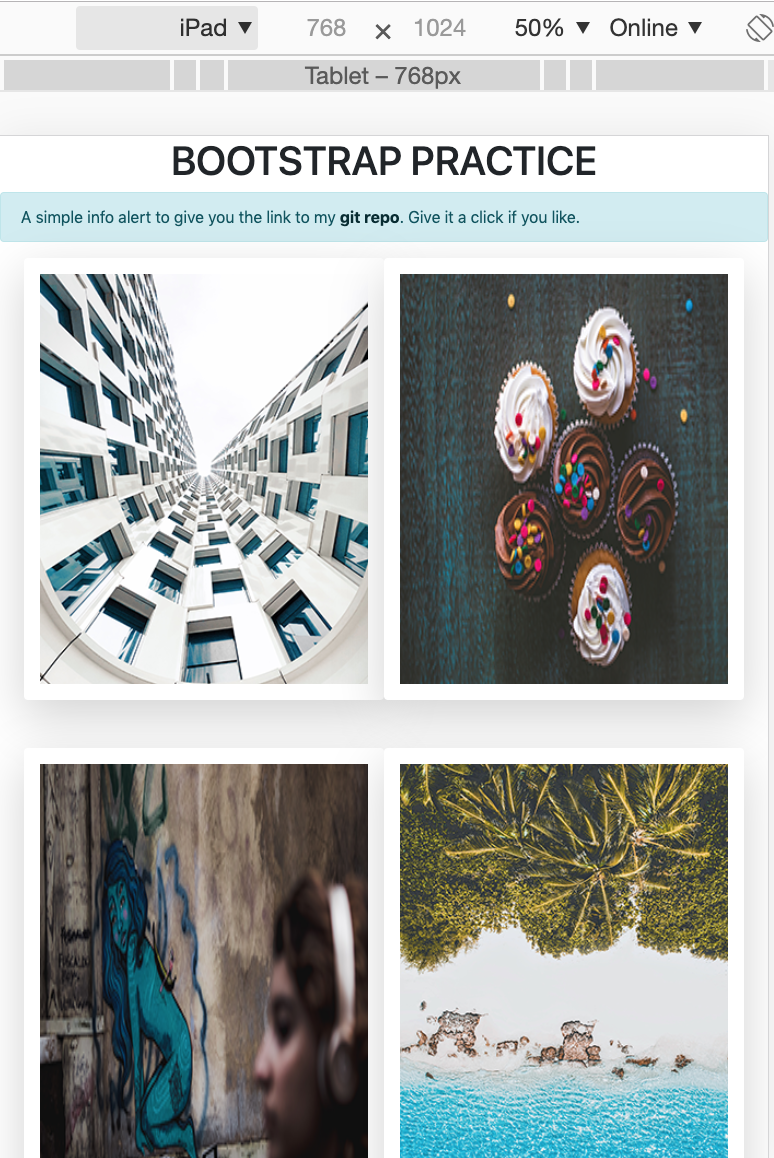 iPad ▼ 768 × 1024 50% ▼ Online ▼
Tablet – 768px
BOOTSTRAP PRACTICE
A simple info alert to give you the link to my git repo. Give it a click if you like.